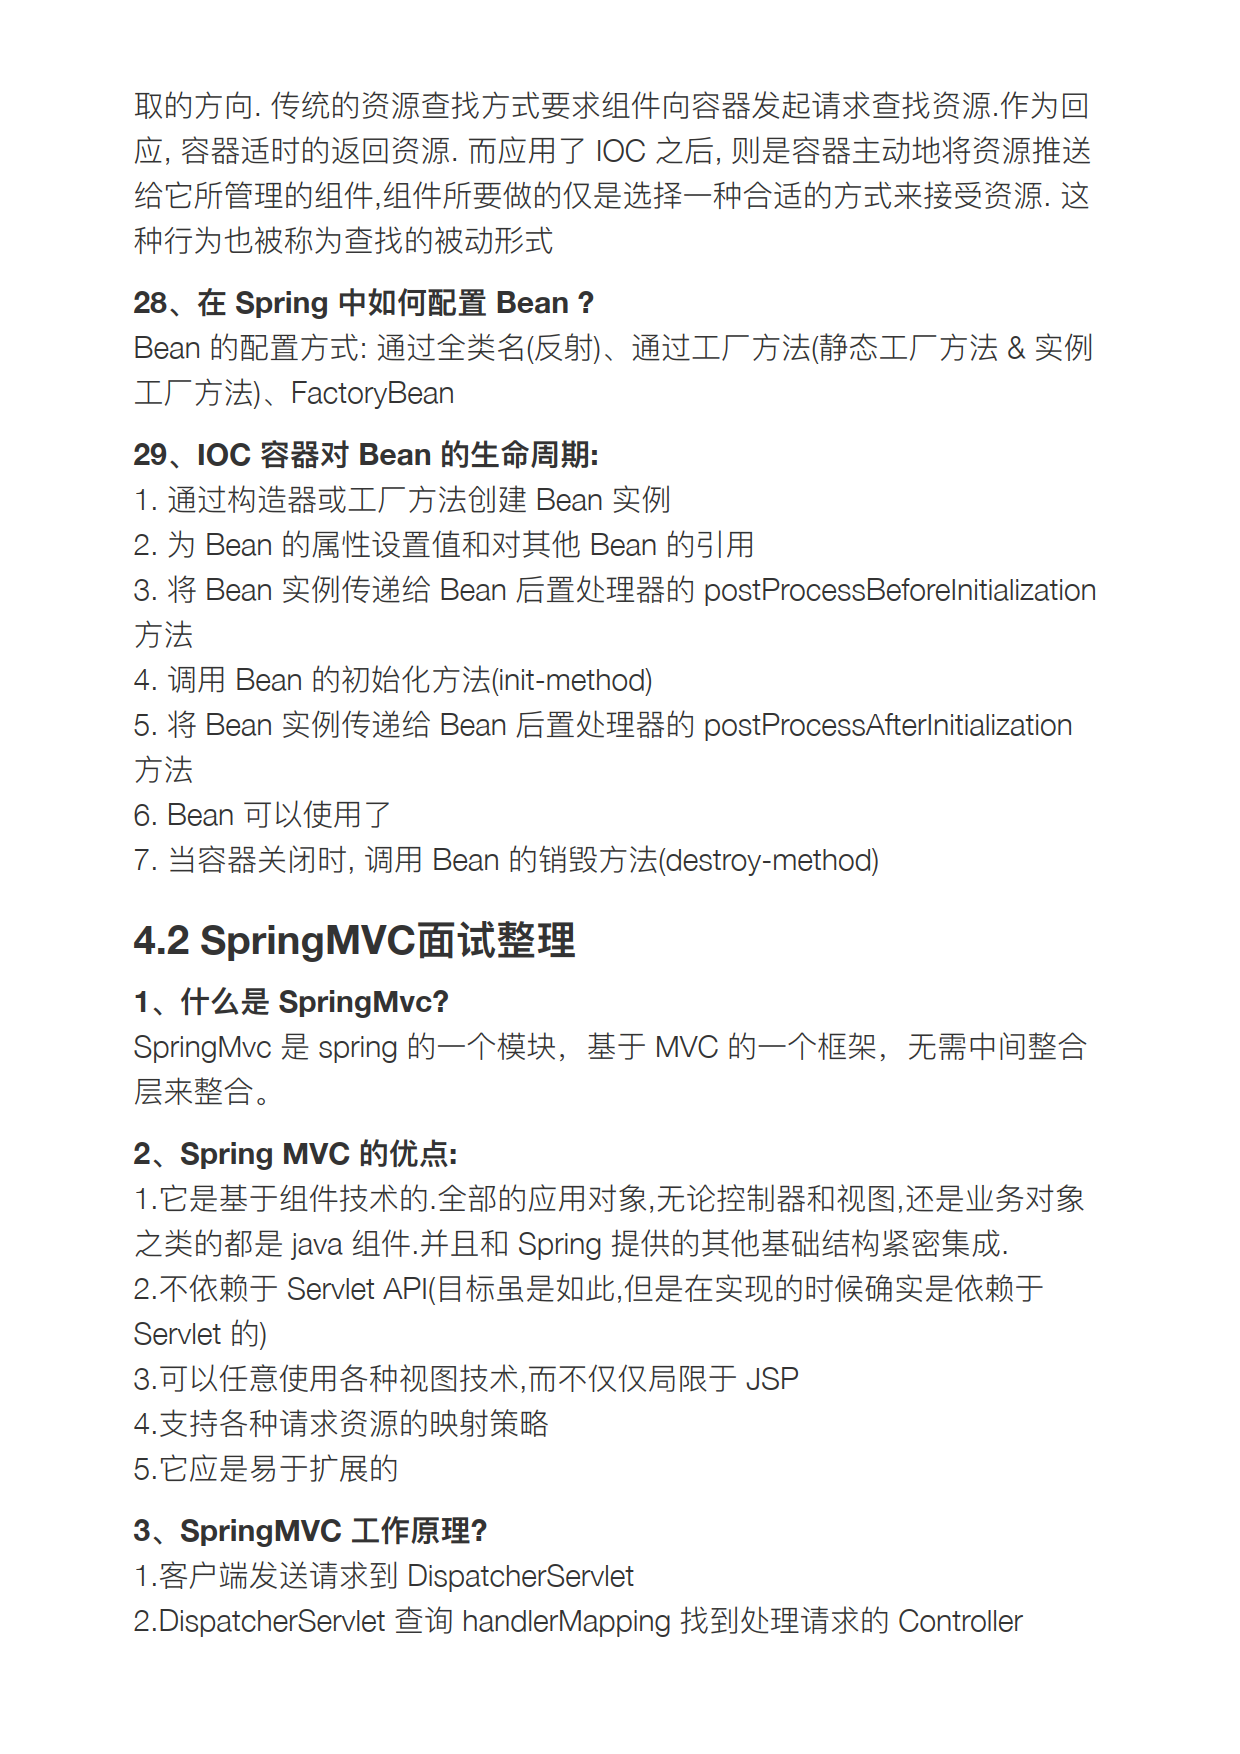 取的方向. 传统的资源查找方式要求组件向容器发起请求查找资源.作为回
应, 容器适时的返回资源. 而应用了 IOC 之后, 则是容器主动地将资源推送
给它所管理的组件,组件所要做的仅是选择一种合适的方式来接受资源. 这
种行为也被称为查找的被动形式
28、在 Spring 中如何配置 Bean ?
Bean 的配置方式: 通过全类名(反射)、通过工厂方法(静态工厂方法 & 实例
工厂方法)、FactoryBean
29、IOC 容器对 Bean 的生命周期:
1. 通过构造器或工厂方法创建 Bean 实例
2. 为 Bean 的属性设置值和对其他 Bean 的引用
3. 将 Bean 实例传递给 Bean 后置处理器的 postProcessBeforeInitialization
方法
4. 调用 Bean 的初始化方法(init-method)
5. 将 Bean 实例传递给 Bean 后置处理器的 postProcessAfterInitialization
方法
6. Bean 可以使用了
7. 当容器关闭时, 调用 Bean 的销毁方法(destroy-method)
4.2 SpringMVC面试整理
1、什么是 SpringMvc?
SpringMvc 是 spring 的一个模块，基于 MVC 的一个框架，无需中间整合
层来整合。
2、Spring MVC 的优点:
1.它是基于组件技术的.全部的应用对象,无论控制器和视图,还是业务对象
之类的都是 java 组件.并且和 Spring 提供的其他基础结构紧密集成.
2.不依赖于 Servlet API(目标虽是如此,但是在实现的时候确实是依赖于
Servlet 的)
3.可以任意使用各种视图技术,而不仅仅局限于 JSP
4.支持各种请求资源的映射策略
5.它应是易于扩展的
3、SpringMVC 工作原理?
1.客户端发送请求到 DispatcherServlet
2.DispatcherServlet 查询 handlerMapping 找到处理请求的 Controller